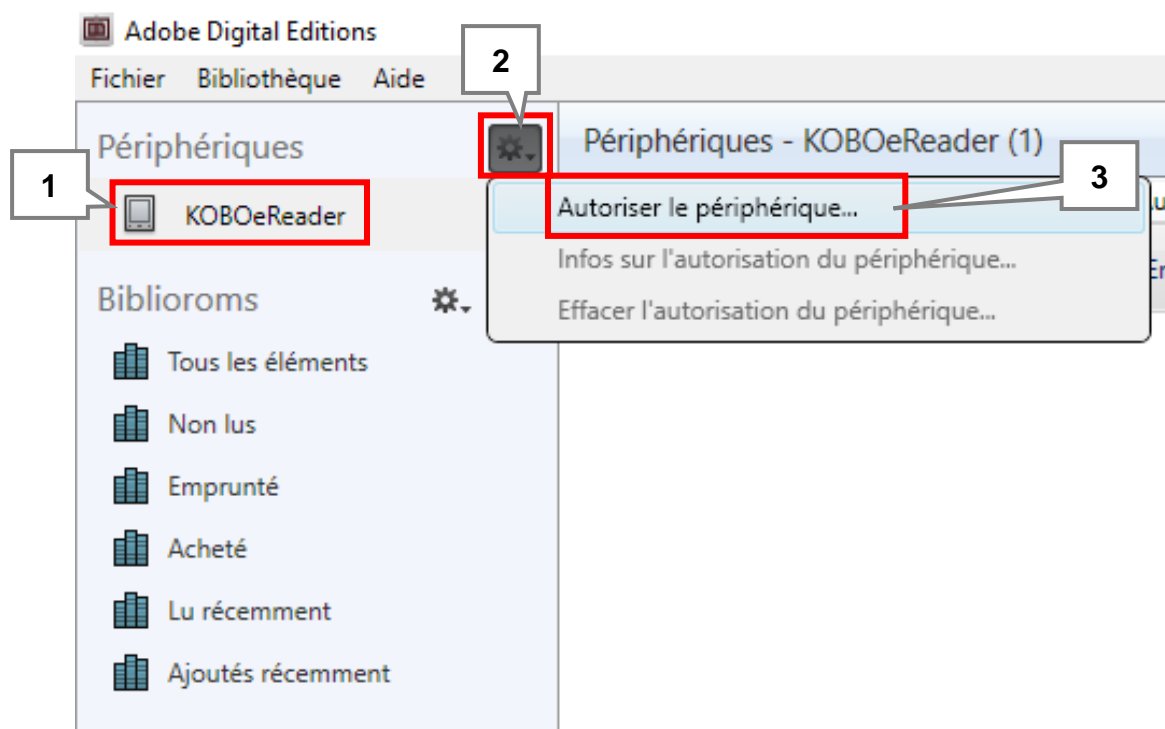 Adobe Digital Editions
Fichier Bibliothèque Aide
2
Périphériques
Périphériques - KOBOeReader (1)
1
3
KOBOeReader
Autoriser le périphérique...
Infos sur l'autorisation du périphérique...
Effacer l'autorisation du périphérique...
Biblioroms
Tous les éléments
Non lus
Emprunté
Acheté
Lu récemment
Ajoutés récemment